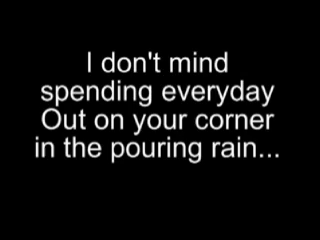 I don't mind
spending everyday
Out on your corner
in the pouring rain...